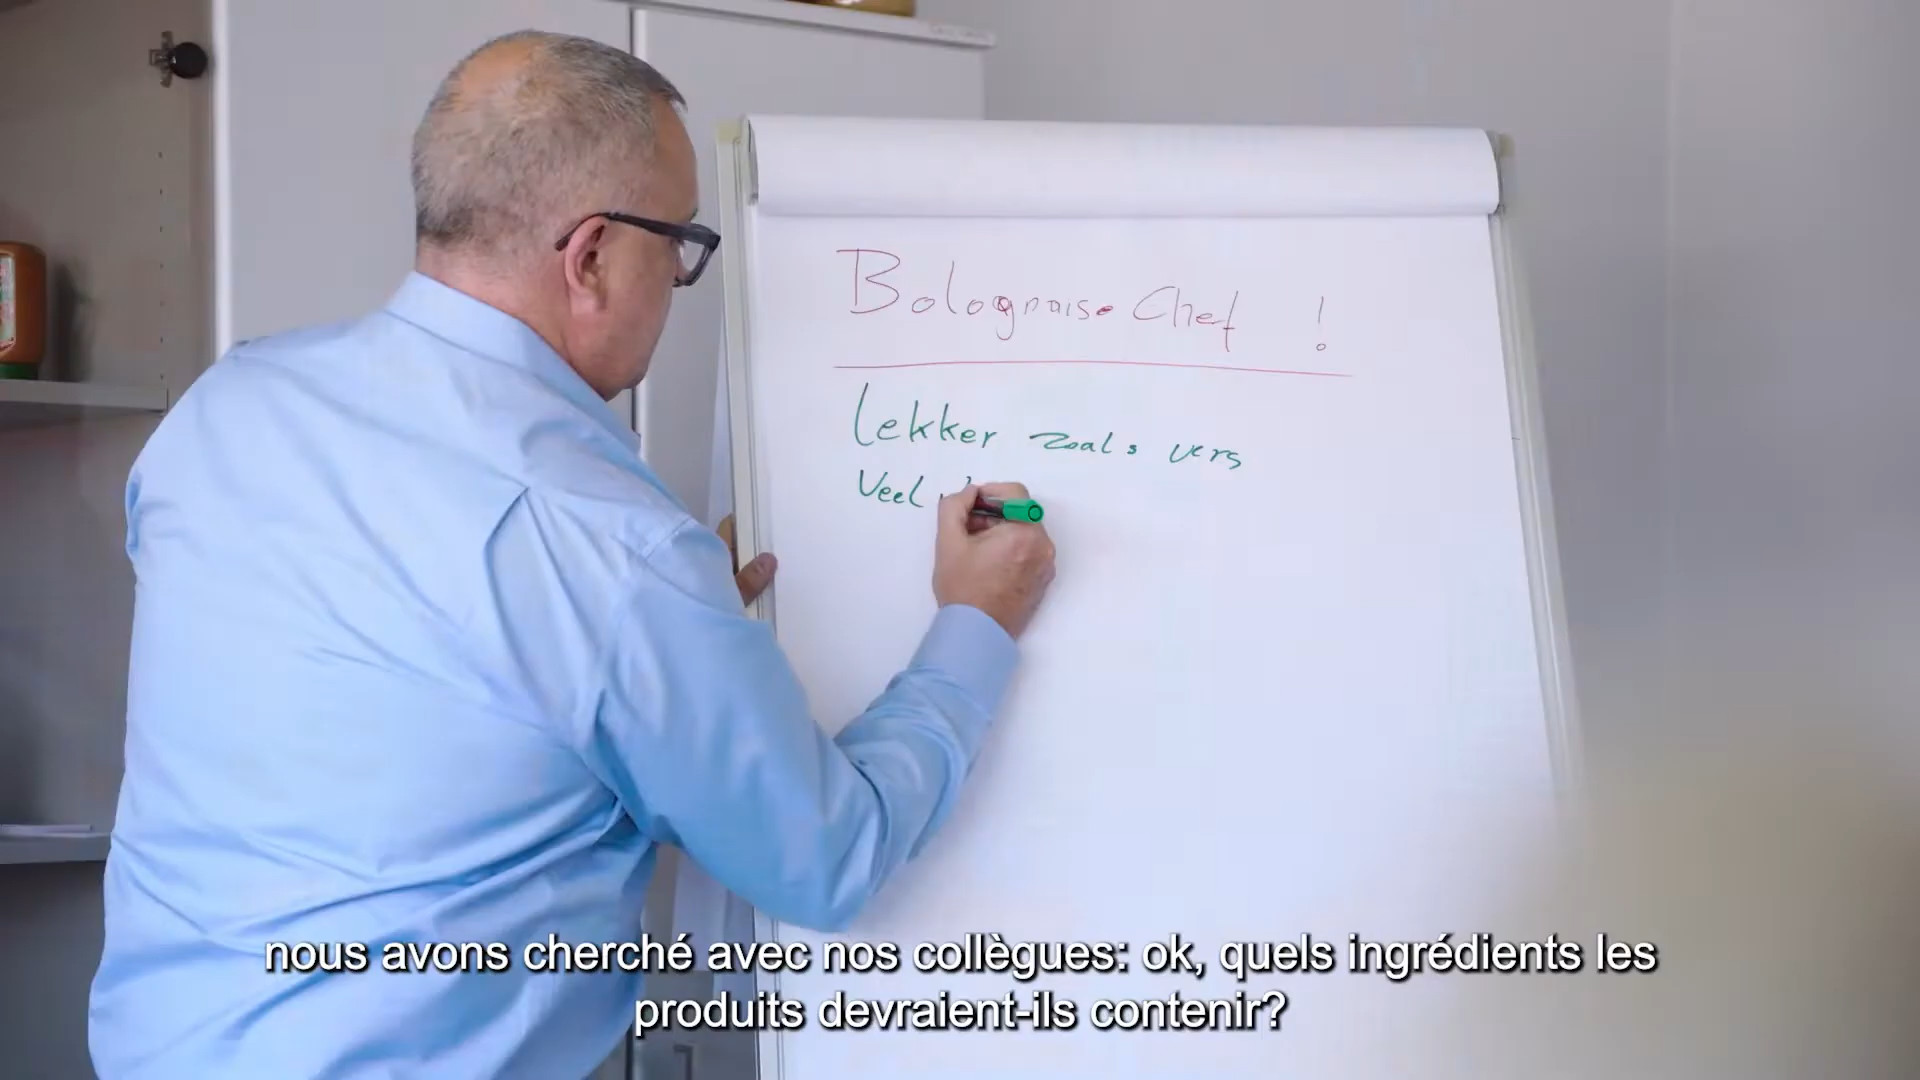 Bolognaise Chef !
Lekker zoals vers
Veel
nous avons cherché avec nos collègues: ok, quels ingrédients les
produits devraient-ils contenir?